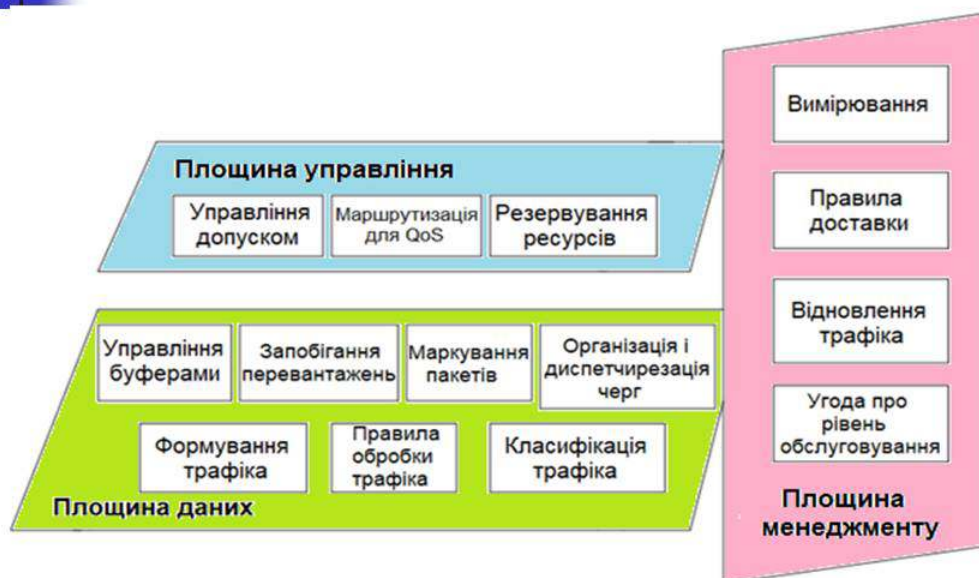 Площина управління
Управління
допуском
Маршрутизація
для QoS
Резервування
ресурсів
Управління
буферами
Запобігання
перевантажень
Маркування
пакетів
Організація і
диспетчирезація
черг
Формування
трафіка
Правила
обробки
трафіка
Класифікація
трафіка
Площина даних
Вимірювання
Правила
доставки
Відновлення
трафіка
Угода про
рівень
обслуговування
Площина
менеджменту